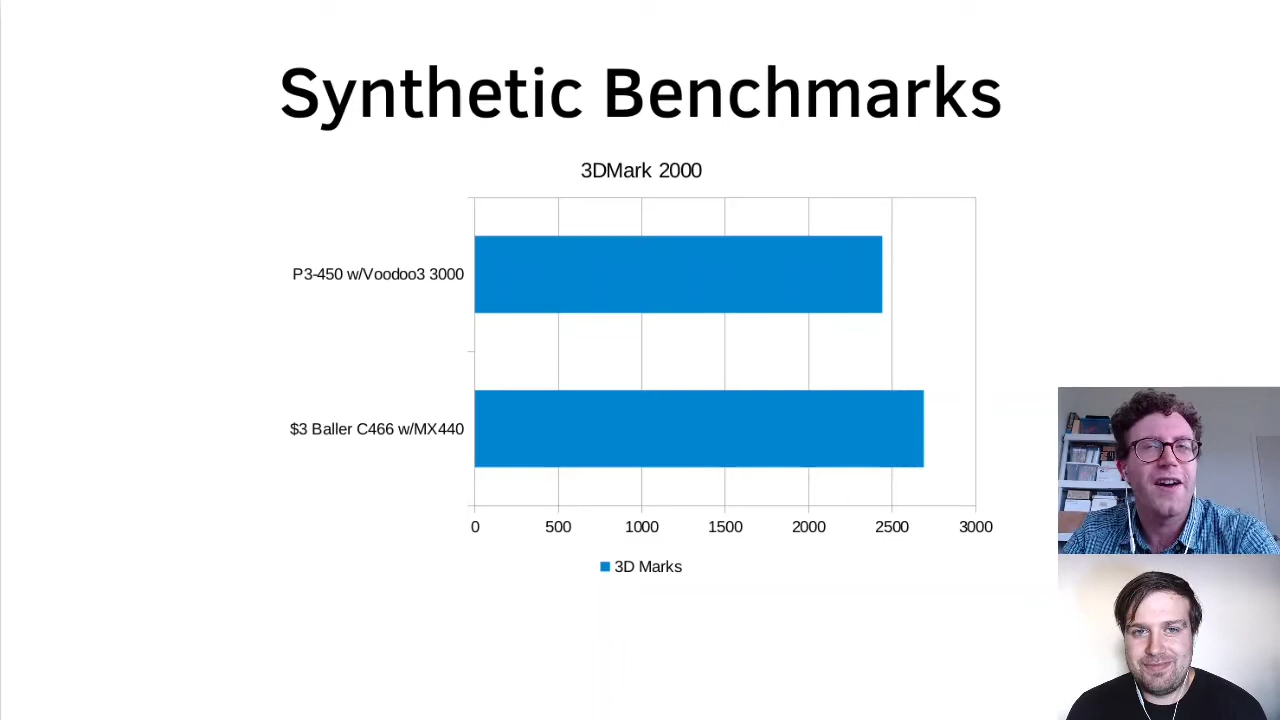 Synthetic Benchmarks
3DMark 2000
P3-450 w/Voodoo3 3000
$3 Baller C466 w/MX440
0 500 1000 1500 2000 2500 3000
3D Marks